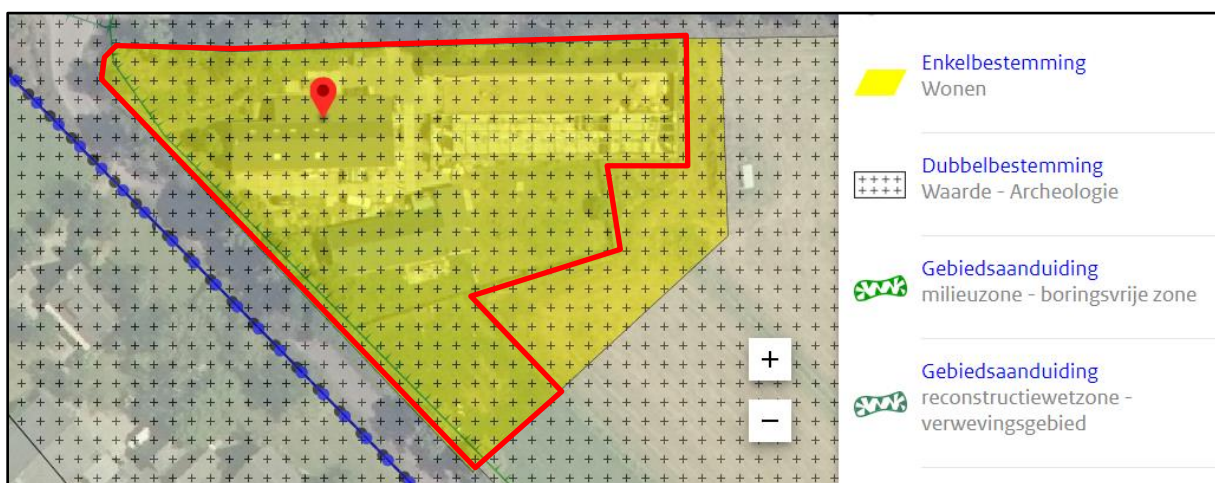 Enkelbestemming
Wonen
Dubbelbestemming
Waarde - Archeologie
Gebiedsaanduiding
milieuzone - boringsvrije zone
Gebiedsaanduiding
reconstructiewetzone -
verwevingsgebied
+
−